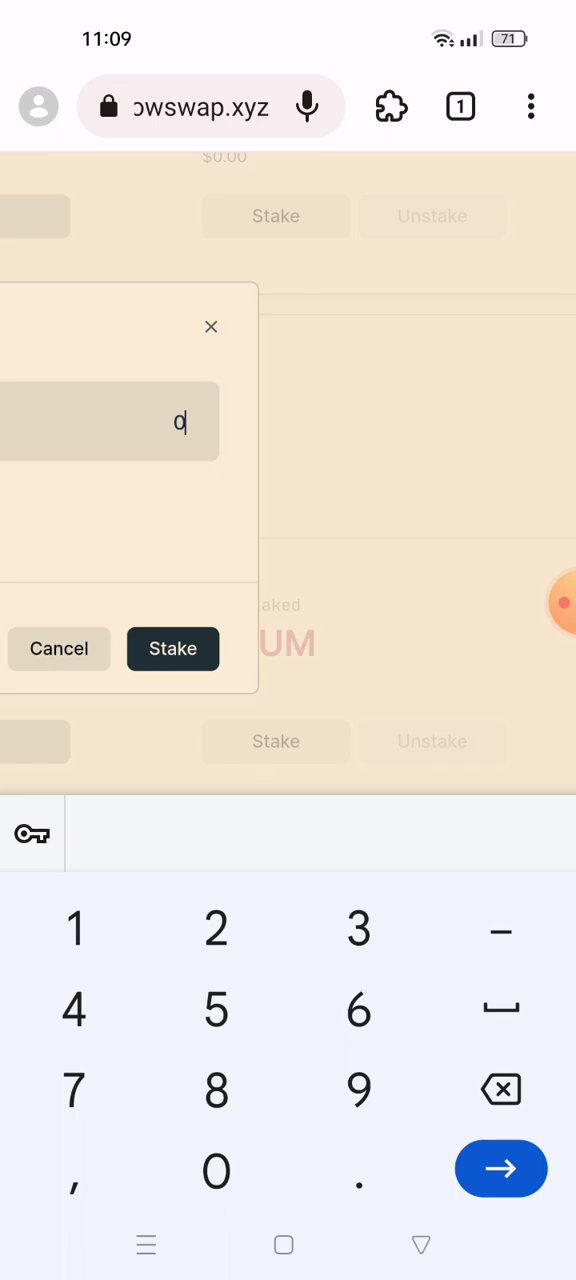 11:09
71
owswap.xyz
1
$0.00
Stake Unstake
×
0
aked
UM
Cancel Stake
Stake Unstake
1 2 3 –
4 5 6
7 8 9
, 0 .